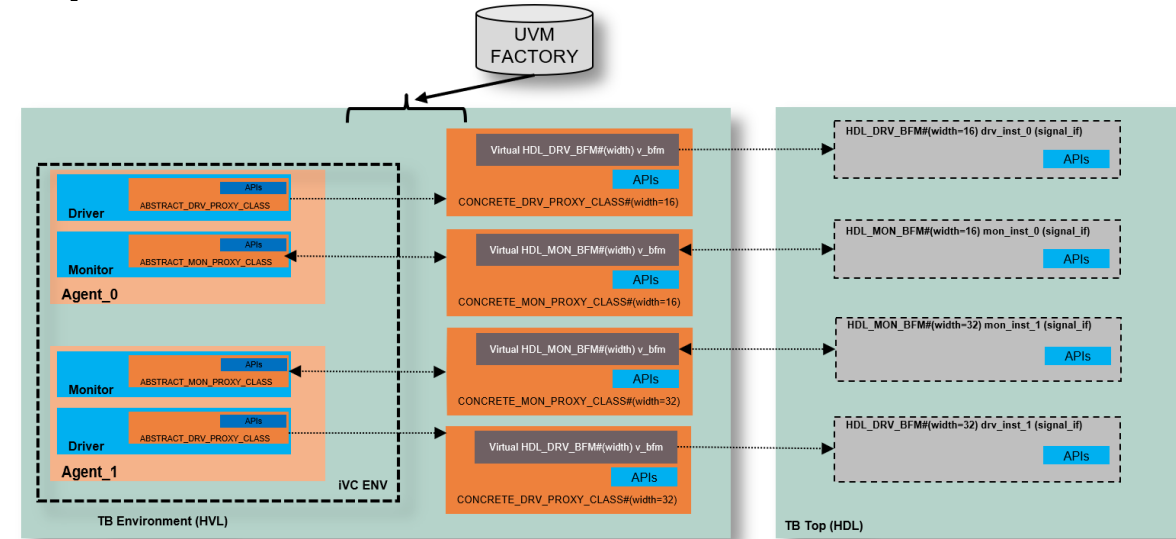 UVM
FACTORY
APIs
ABSTRACT_DRV_PROXY_CLASS
Driver
APIs
ABSTRACT_MON_PROXY_CLASS
Monitor
Agent_0
APIs
ABSTRACT_MON_PROXY_CLASS
Monitor
APIs
ABSTRACT_DRV_PROXY_CLASS
Driver
Agent_1
iVC ENV
TB Environment (HVL)
Virtual HDL_DRV_BFM#(width) v_bfm
APIs
CONCRETE_DRV_PROXY_CLASS#(width=16)
Virtual HDL_MON_BFM#(width) v_bfm
APIs
CONCRETE_MON_PROXY_CLASS#(width=16)
Virtual HDL_MON_BFM#(width) v_bfm
APIs
CONCRETE_MON_PROXY_CLASS#(width=32)
Virtual HDL_DRV_BFM#(width) v_bfm
APIs
CONCRETE_DRV_PROXY_CLASS#(width=32)
HDL_DRV_BFM#(width=16) drv_inst_0 (signal_if)
APIs
HDL_MON_BFM#(width=16) mon_inst_0 (signal_if)
APIs
HDL_MON_BFM#(width=32) mon_inst_1 (signal_if)
APIs
HDL_DRV_BFM#(width=32) drv_inst_1 (signal_if)
APIs
TB Top (HDL)